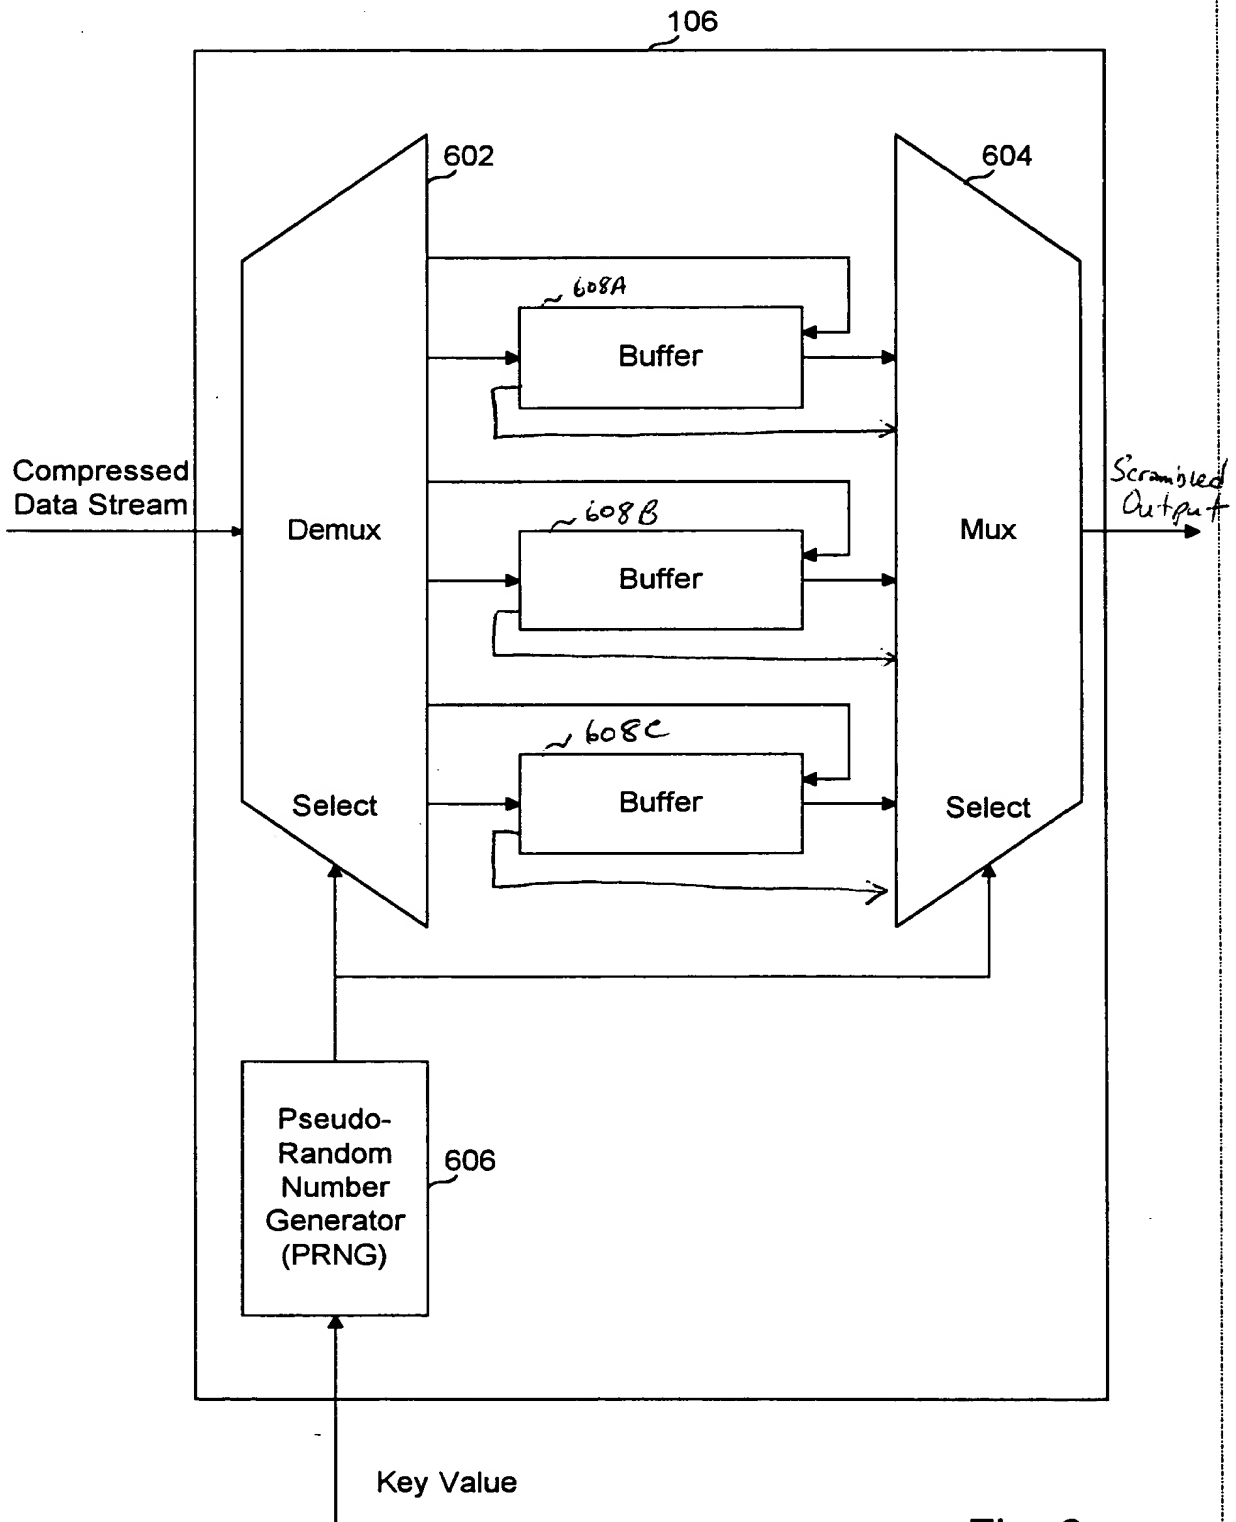 106
602
604
608A
Buffer
Compressed
Data Stream
Scrambled
Output
608B
Demux
Buffer
Mux
608C
Select
Buffer
Select
Pseudo-
Random
Number
Generator
(PRNG)
606
Key Value